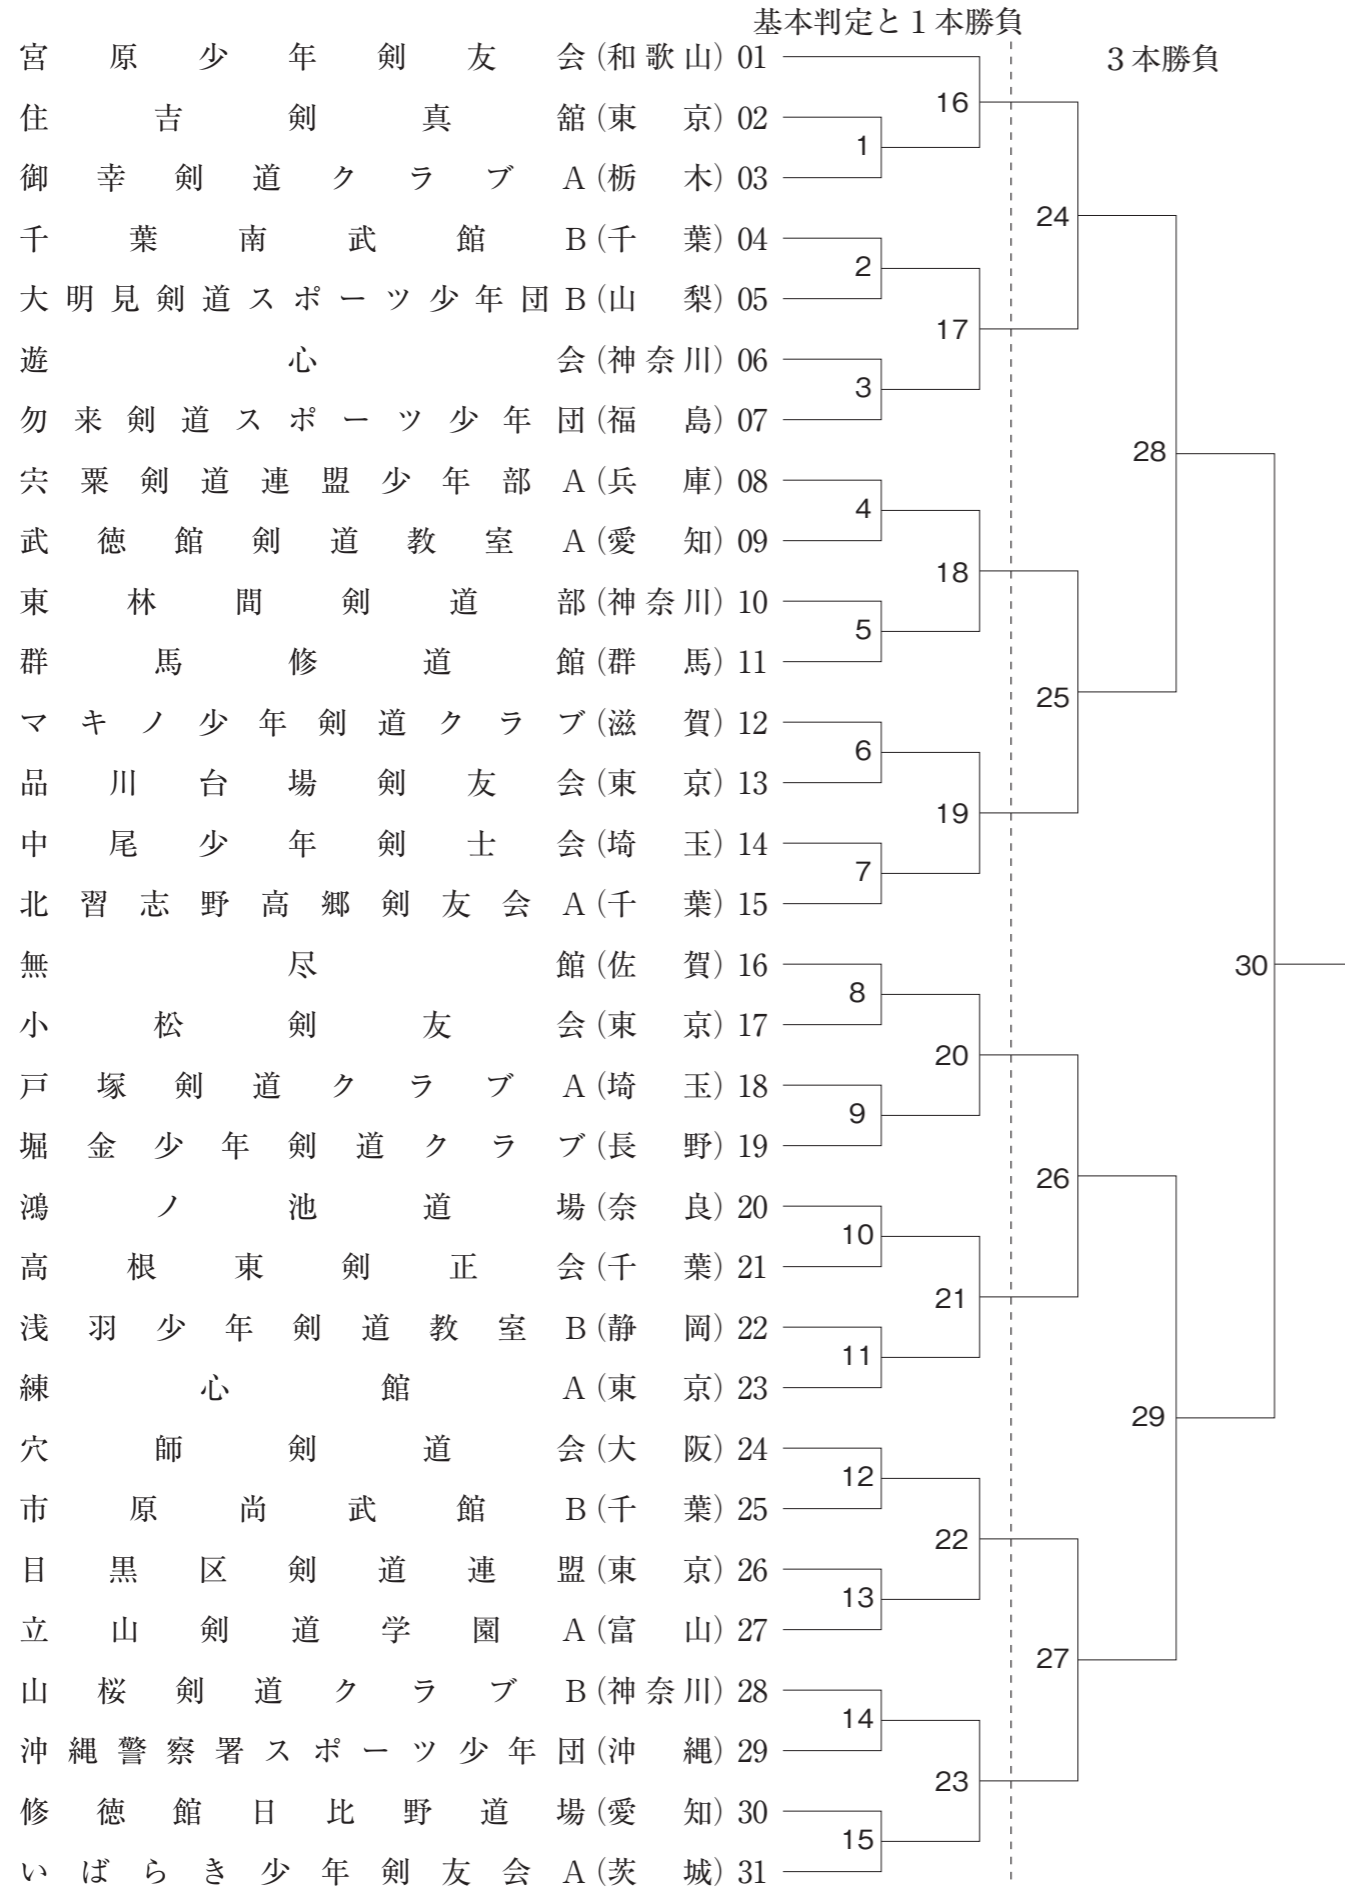 基本判定と１本勝負
３本勝負
宮原少年剣友会(和歌山) 01
住吉剣真舘(東京) 02
御幸剣道クラブA(栃木) 03
千葉南武館B(千葉) 04
大明見剣道スポーツ少年団B(山梨) 05
遊心会(神奈川) 06
勿来剣道スポーツ少年団(福島) 07
宍粟剣道連盟少年部A(兵庫) 08
武徳館剣道教室A(愛知) 09
東林間剣道部(神奈川) 10
群馬修道館(群馬) 11
マキノ少年剣道クラブ(滋賀) 12
品川台場剣友会(東京) 13
中尾少年剣士会(埼玉) 14
北習志野高郷剣友会A(千葉) 15
無尽館(佐賀) 16
小松剣友会(東京) 17
戸塚剣道クラブA(埼玉) 18
堀金少年剣道クラブ(長野) 19
鴻ノ池道場(奈良) 20
高根東剣正会(千葉) 21
浅羽少年剣道教室B(静岡) 22
練心館A(東京) 23
穴師剣道会(大阪) 24
市原尚武館B(千葉) 25
目黒区剣道連盟(東京) 26
立山剣道学園A(富山) 27
山桜剣道クラブB(神奈川) 28
沖縄警察署スポーツ少年団(沖縄) 29
修徳館日比野道場(愛知) 30
いばらき少年剣友会A(茨城) 31
1
2
3
4
5
6
7
8
9
10
11
12
13
14
15
16
17
18
19
20
21
22
23
24
25
26
27
28
29
30